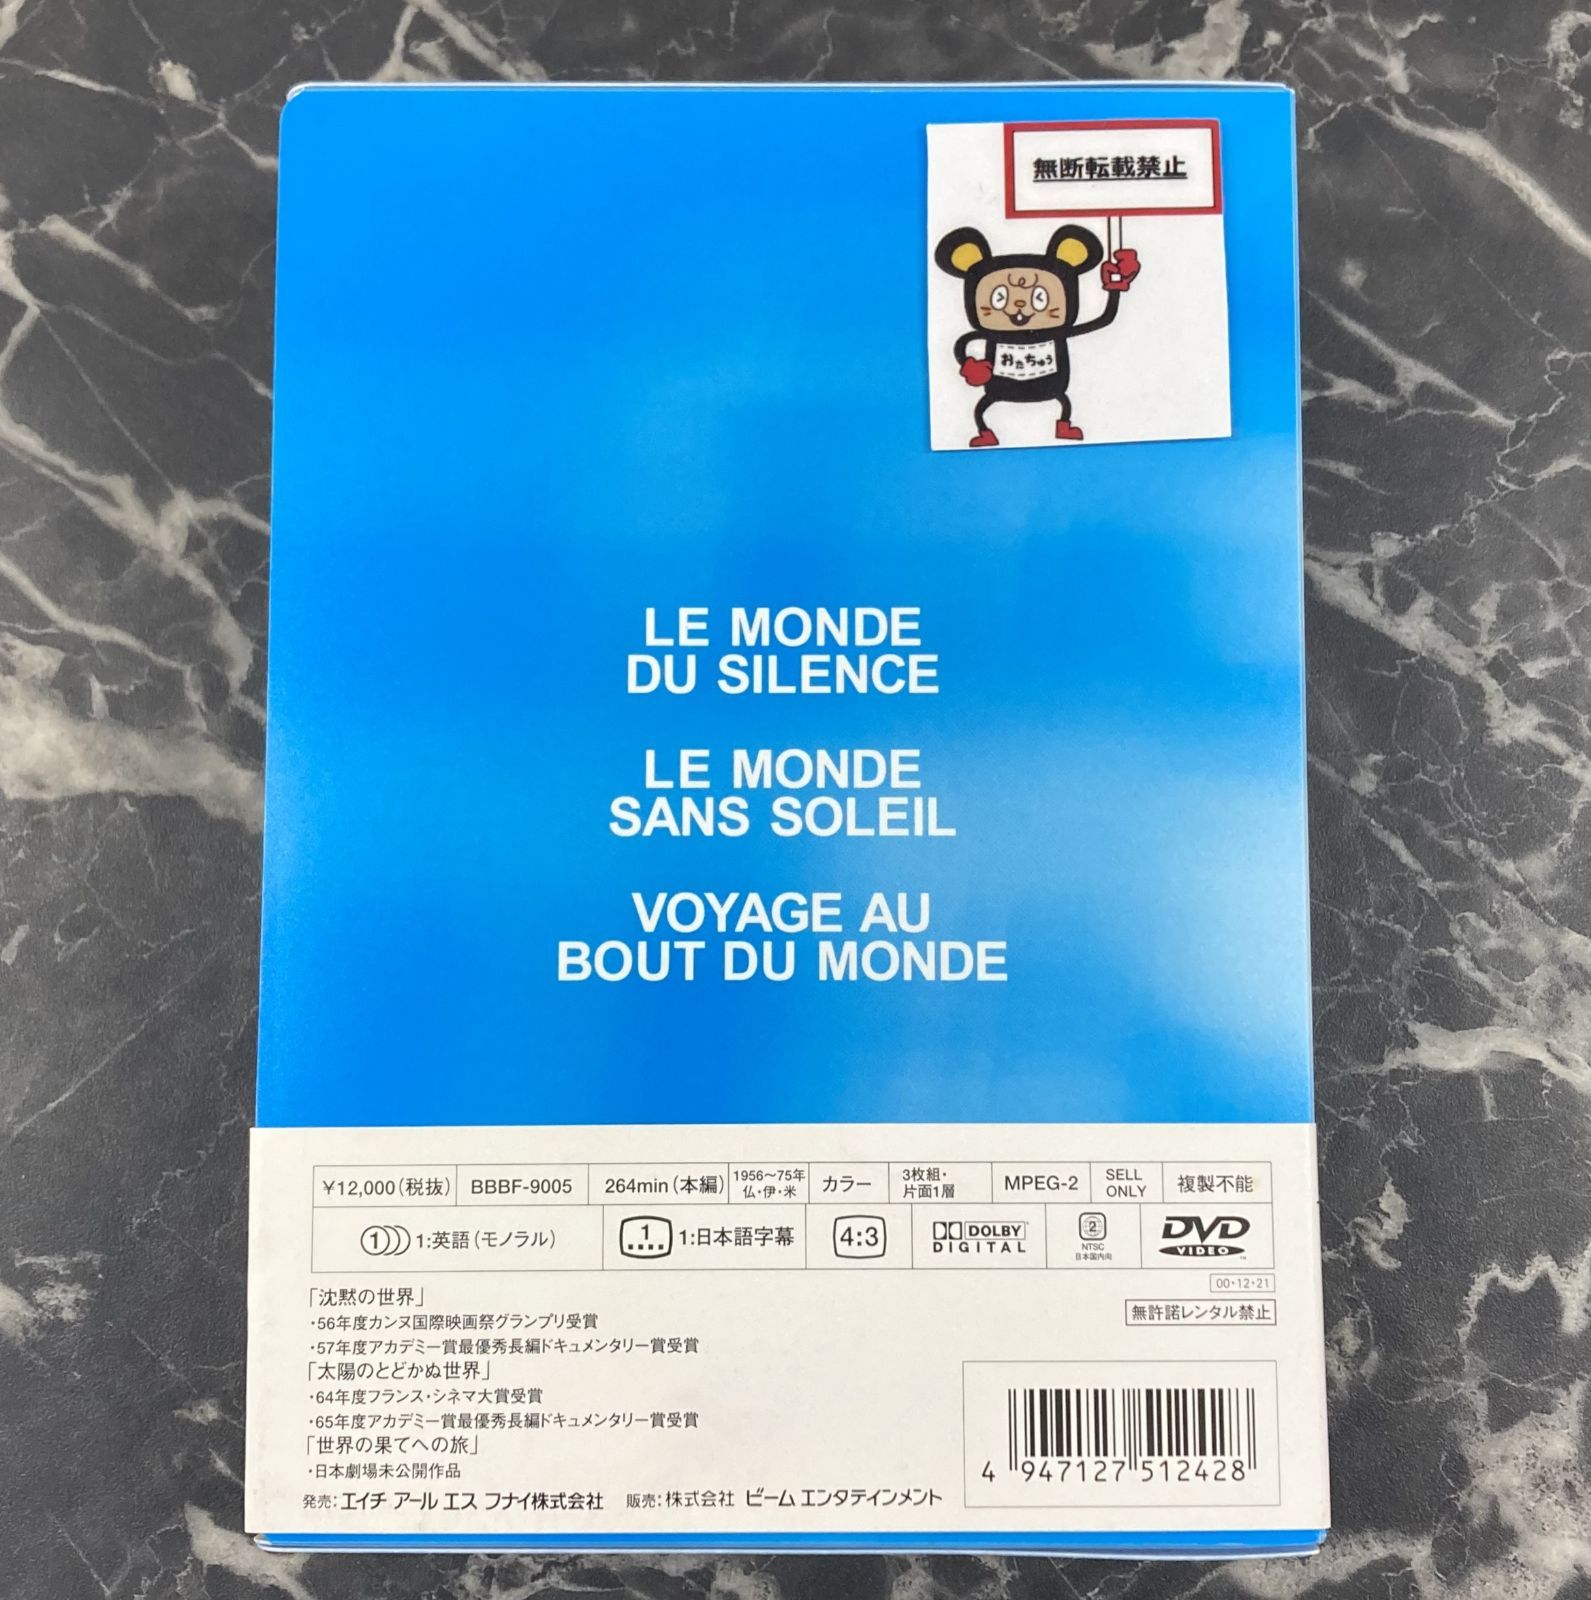 無断転載禁止
おたちゅう
LE MONDE
DU SILENCE
LE MONDE
SANS SOLEIL
VOYAGE AU
BOUT DU MONDE
¥12,000(税抜) BBBF-9005 264min(本編) 1956〜75年 仏・伊・米 カラー 3枚組・片面1層 MPEG-2 SELL ONLY 複製不能
1 1:英語(モノラル) 1 1:日本語字幕 4:3 DOLBY DIGITAL 2 NTSC 日本国内向 DVD VIDEO
00・12・21
「沈黙の世界」
無許諾レンタル禁止
・56年度カンヌ国際映画祭グランプリ受賞
・57年度アカデミー賞最優秀長編ドキュメンタリー賞受賞
「太陽のとどかぬ世界」
・64年度フランス・シネマ大賞受賞
・65年度アカデミー賞最優秀長編ドキュメンタリー賞受賞
「世界の果てへの旅」
・日本劇場未公開作品
4 947127 512428
発売:エイチ アール エス フナイ株式会社 販売:株式会社 ビーム エンタテインメント